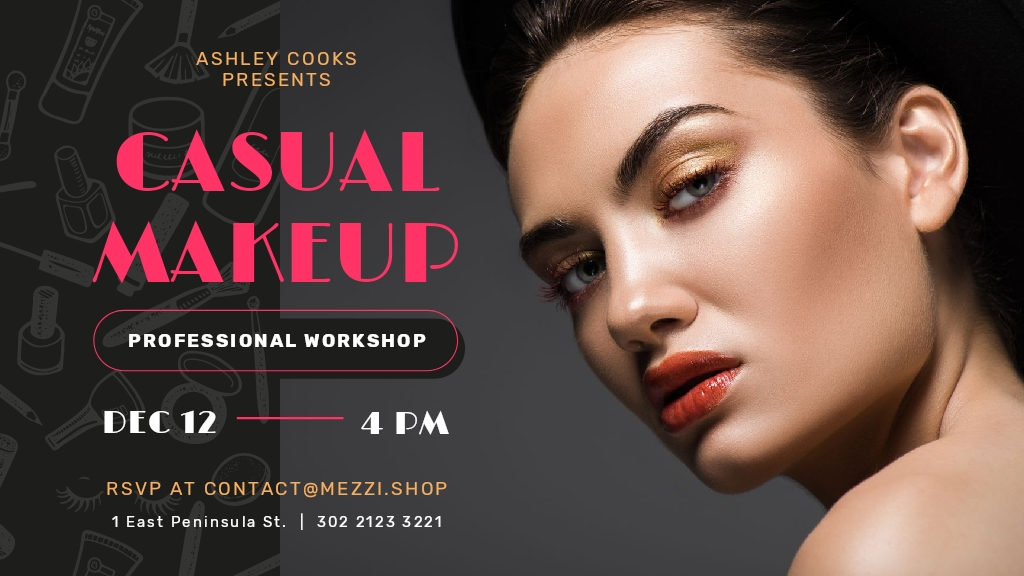 ASHLEY COOKS
PRESENTS
CASUAL
MAKEUP
PROFESSIONAL WORKSHOP
DEC 12 4 PM
RSVP AT CONTACT@MEZZI.SHOP
1 East Peninsula St. | 302 2123 3221